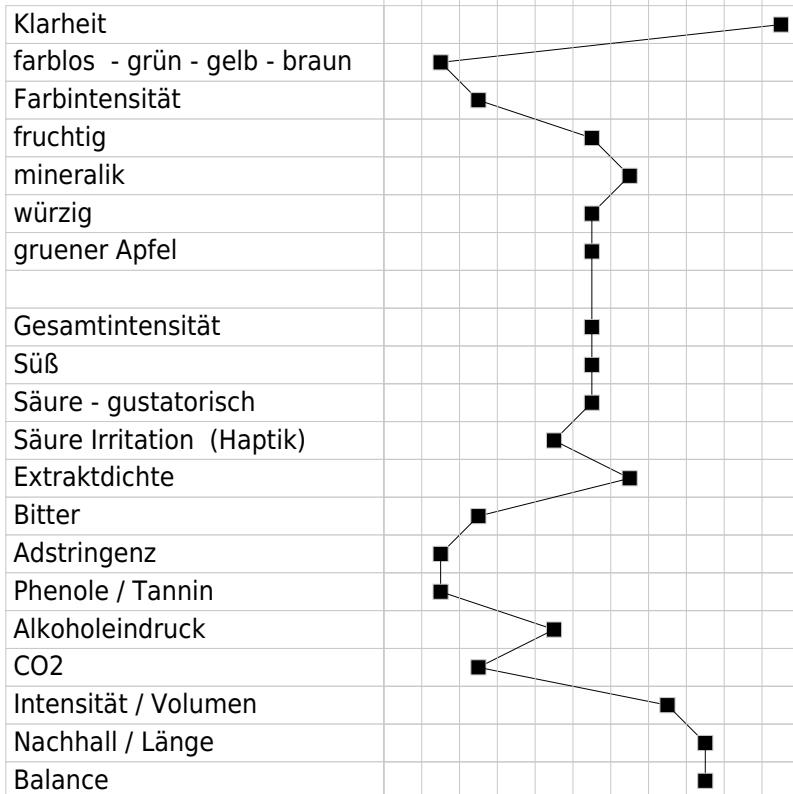 Klarheit
farblos  - grün - gelb - braun
Farbintensität
fruchtig
mineralik
würzig
gruener Apfel
Gesamtintensität
Süß
Säure - gustatorisch
Säure Irritation  (Haptik)
Extraktdichte
Bitter
Adstringenz
Phenole / Tannin
Alkoholeindruck
CO2
Intensität / Volumen
Nachhall / Länge
Balance